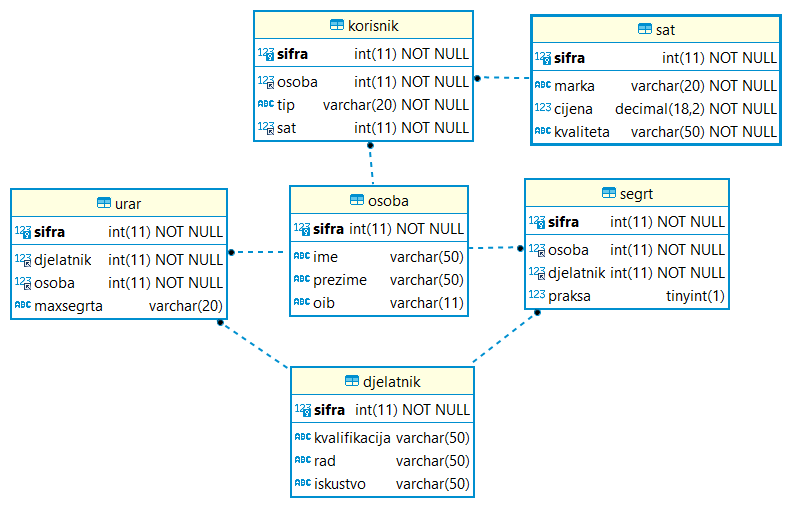 korisnik
123 sifra int(11) NOT NULL
123 osoba int(11) NOT NULL
ABC tip varchar(20) NOT NULL
123 sat int(11) NOT NULL
sat
123 sifra int(11) NOT NULL
ABC marka varchar(20) NOT NULL
123 cijena decimal(18,2) NOT NULL
ABC kvaliteta varchar(50) NOT NULL
urar
123 sifra int(11) NOT NULL
123 djelatnik int(11) NOT NULL
123 osoba int(11) NOT NULL
ABC maxsegrta varchar(20)
osoba
123 sifra int(11) NOT NULL
ABC ime varchar(50)
ABC prezime varchar(50)
ABC oib varchar(11)
segrt
123 sifra int(11) NOT NULL
123 osoba int(11) NOT NULL
123 djelatnik int(11) NOT NULL
123 praksa tinyint(1)
djelatnik
123 sifra int(11) NOT NULL
ABC kvalifikacija varchar(50)
ABC rad varchar(50)
ABC iskustvo varchar(50)